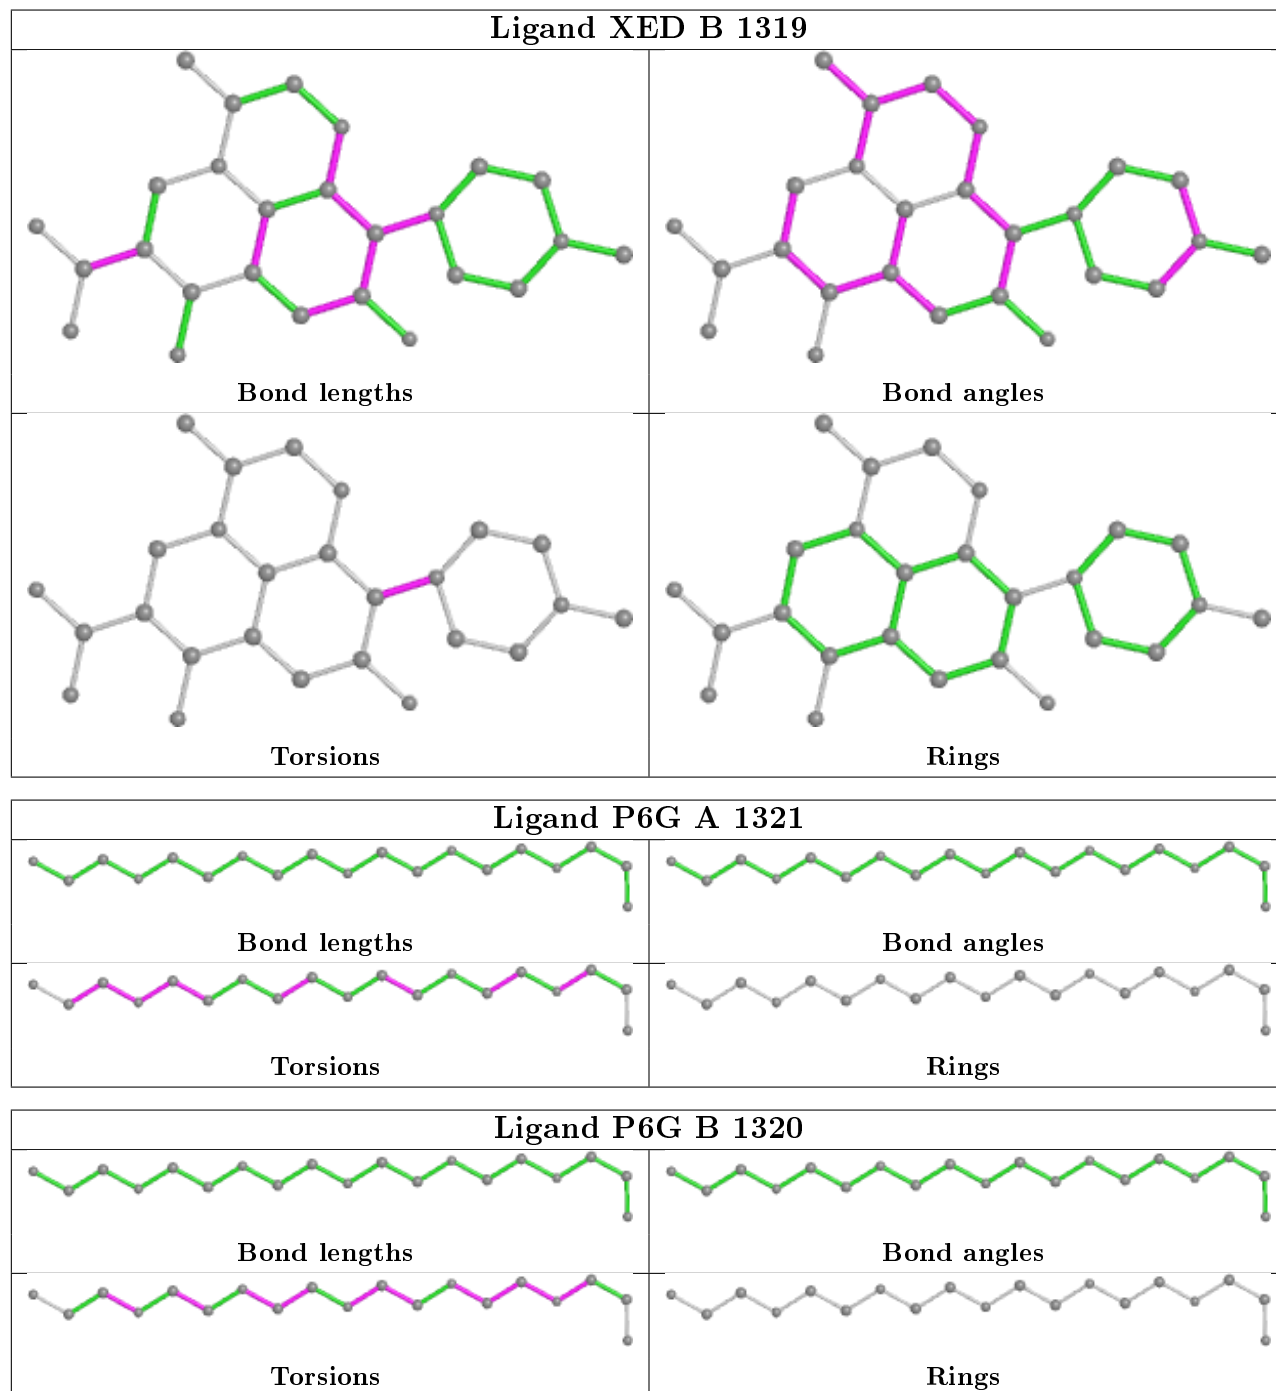 Ligand XED B 1319
Bond lengths
Bond angles
Torsions
Rings
Ligand P6G A 1321
Bond lengths
Bond angles
Torsions
Rings
Ligand P6G B 1320
Bond lengths
Bond angles
Torsions
Rings